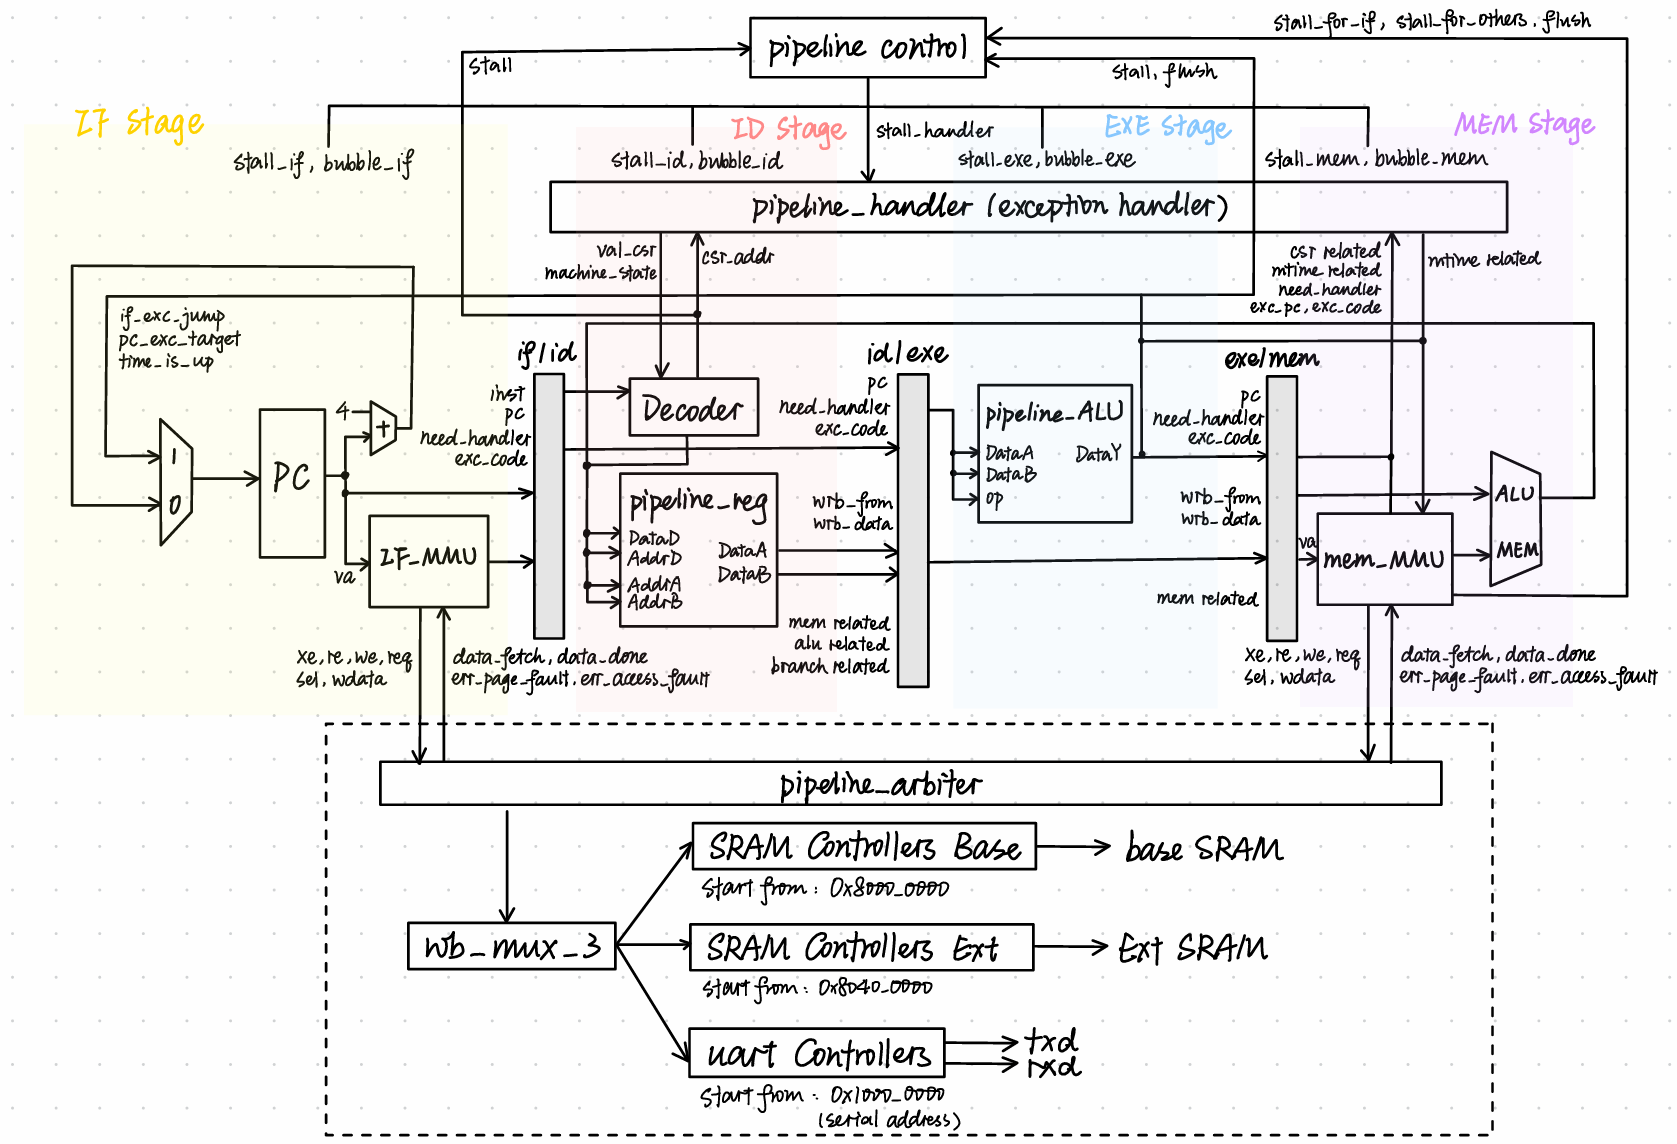 stall_for_if, stall_for_others, flush
pipeline control
stall
stall, flush
IF Stage
ID Stage
EXE Stage
MEM Stage
stall_handler
stall_if, bubble_if
stall_id, bubble_id
stall_exe, bubble_exe
stall_mem, bubble_mem
pipeline_handler (exception handler)
val_csr
machine_state
csr_addr
csr related
mtime related
need_handler
exc_pc, exc_code
mtime related
if_exc_jump
pc_exc_target
time_is_up
if/id
id/exe
exe/mem
inst
pc
need_handler
exc_code
Decoder
pc
need_handler
exc_code
pipeline_ALU
DataA
DataB
op
DataY
pc
need_handler
exc_code
4
+
1
0
PC
va
IF_MMU
pipeline_reg
DataD
AddrD
AddrA
AddrB
DataA
DataB
wrb_from
wrb_data
mem related
alu related
branch related
wrb_from
wrb_data
va
mem related
mem_MMU
ALU
MEM
xe, re, we, req
sel, wdata
data_fetch, data_done
err_page_fault, err_access_fault
xe, re, we, req
sel, wdata
data_fetch, data_done
err_page_fault, err_access_fault
pipeline_arbiter
SRAM Controllers Base
base SRAM
start from : 0x8000_0000
wb_mux_3
SRAM Controllers Ext
Ext SRAM
start from : 0x8040_0000
uart Controllers
txd
rxd
start from : 0x1000_0000
(serial address)